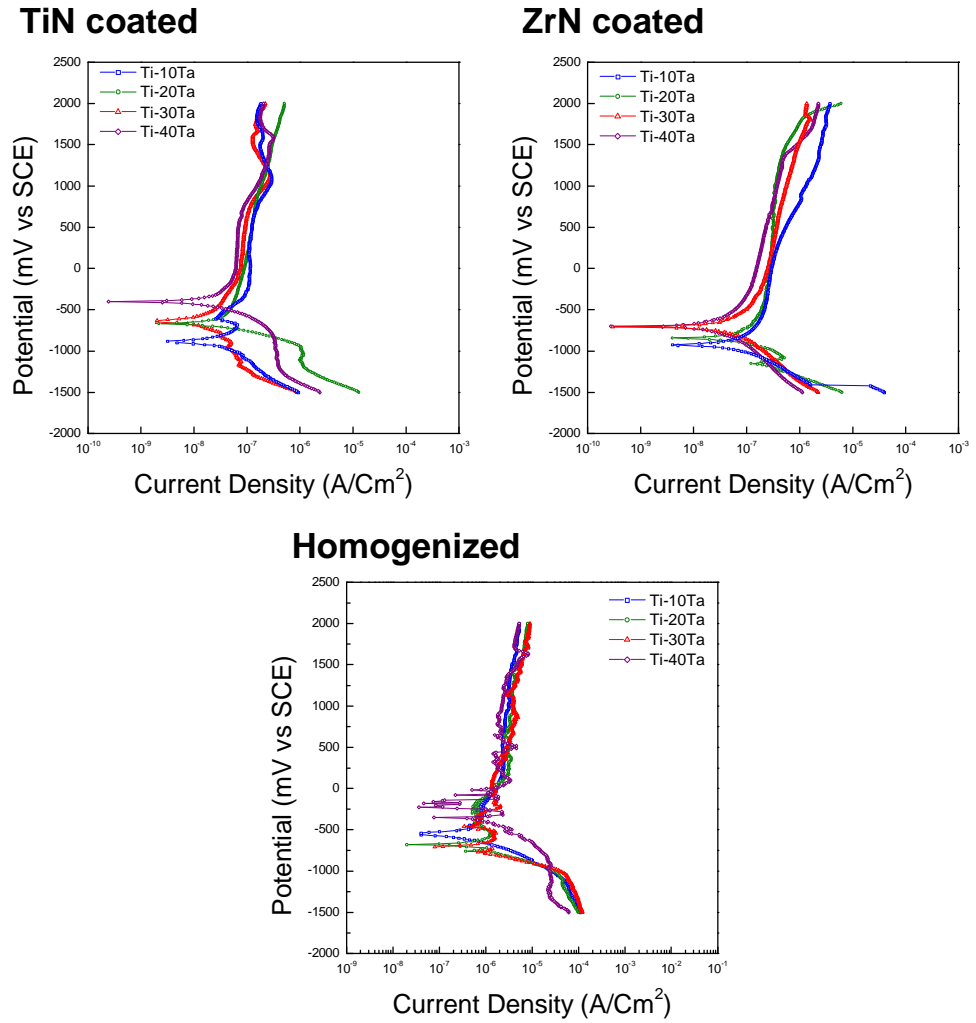 TiN coated
2500
2000
1500
1000
500
0
-500
-1000
-1500
-2000
Potential (mV vs SCE)
Ti-10Ta
Ti-20Ta
Ti-30Ta
Ti-40Ta
10⁻¹⁰ 10⁻⁹ 10⁻⁸ 10⁻⁷ 10⁻⁶ 10⁻⁵ 10⁻⁴ 10⁻³
Current Density (A/Cm²)
ZrN coated
2500
2000
1500
1000
500
0
-500
-1000
-1500
-2000
Potential (mV vs SCE)
Ti-10Ta
Ti-20Ta
Ti-30Ta
Ti-40Ta
10⁻¹⁰ 10⁻⁹ 10⁻⁸ 10⁻⁷ 10⁻⁶ 10⁻⁵ 10⁻⁴ 10⁻³
Current Density (A/Cm²)
Homogenized
2500
2000
1500
1000
500
0
-500
-1000
-1500
-2000
Potential (mV vs SCE)
Ti-10Ta
Ti-20Ta
Ti-30Ta
Ti-40Ta
10⁻⁹ 10⁻⁸ 10⁻⁷ 10⁻⁶ 10⁻⁵ 10⁻⁴ 10⁻³ 10⁻² 10⁻¹
Current Density (A/Cm²)